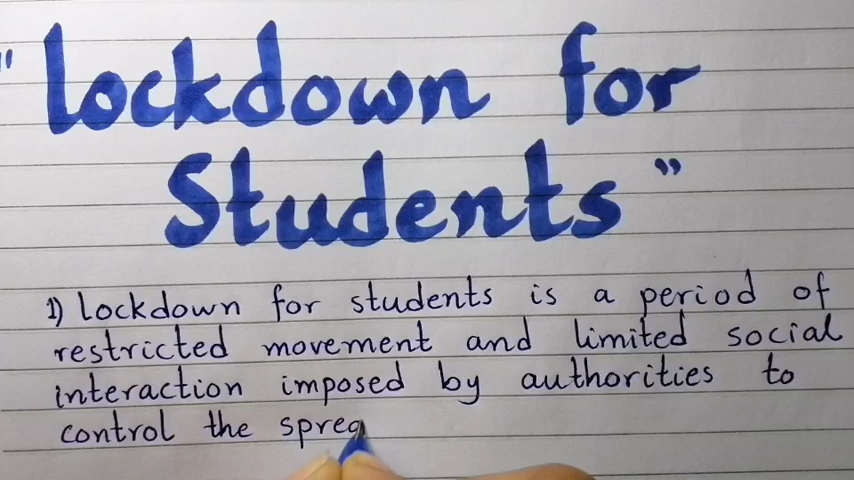 "lockdown for
Students"
1) lockdown for students is a period of
restricted movement and limited social
interaction imposed by authorities to
control the sprea